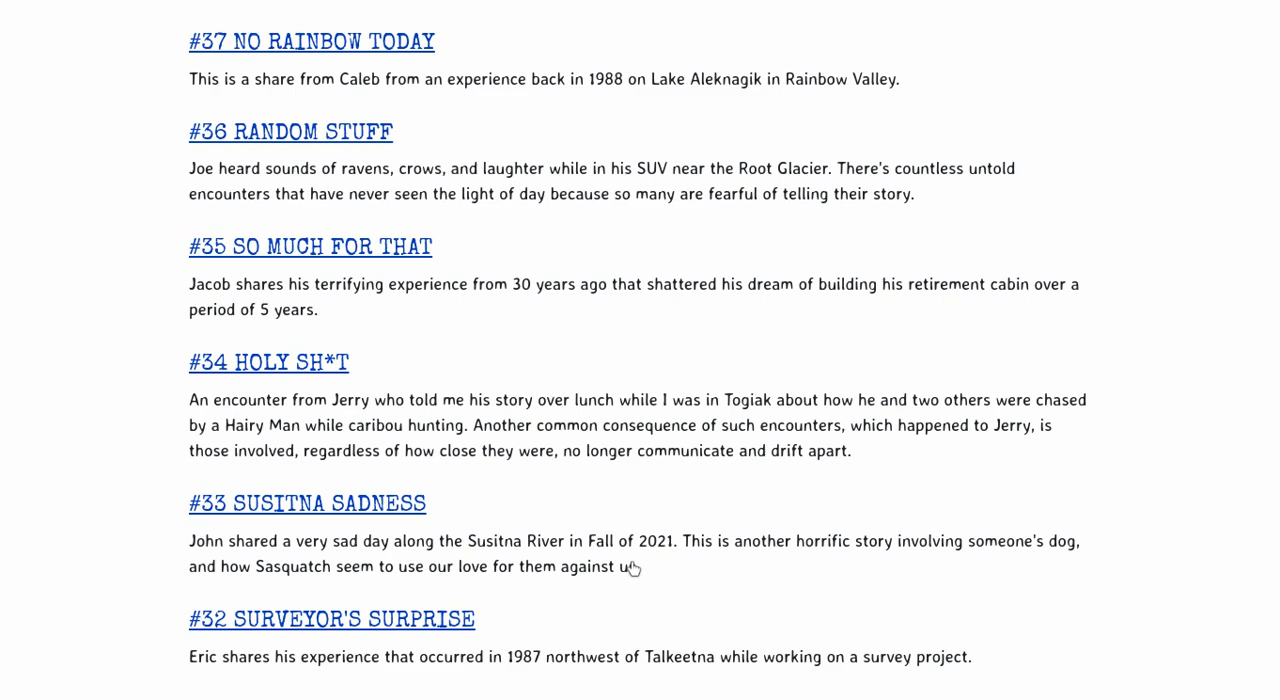 #37 NO RAINBOW TODAY
This is a share from Caleb from an experience back in 1988 on Lake Aleknagik in Rainbow Valley.
#36 RANDOM STUFF
Joe heard sounds of ravens, crows, and laughter while in his SUV near the Root Glacier. There's countless untold
encounters that have never seen the light of day because so many are fearful of telling their story.
#35 SO MUCH FOR THAT
Jacob shares his terrifying experience from 30 years ago that shattered his dream of building his retirement cabin over a
period of 5 years.
#34 HOLY SH*T
An encounter from Jerry who told me his story over lunch while I was in Togiak about how he and two others were chased
by a Hairy Man while caribou hunting. Another common consequence of such encounters, which happened to Jerry, is
those involved, regardless of how close they were, no longer communicate and drift apart.
#33 SUSITNA SADNESS
John shared a very sad day along the Susitna River in Fall of 2021. This is another horrific story involving someone's dog,
and how Sasquatch seem to use our love for them against
#32 SURVEYOR'S SURPRISE
Eric shares his experience that occurred in 1987 northwest of Talkeetna while working on a survey project.